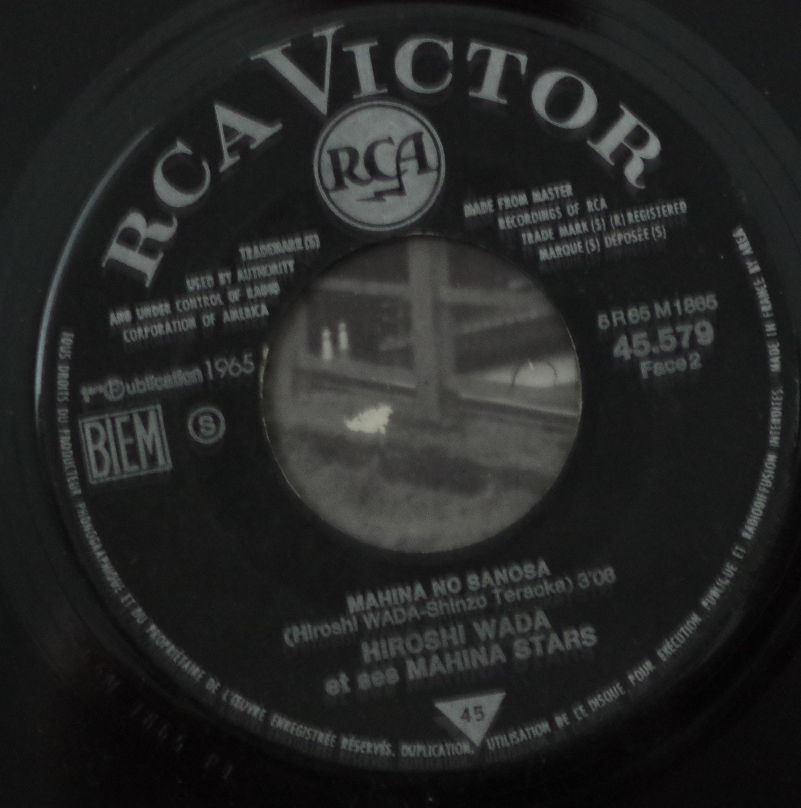 RCA VICTOR
RCA
TRADEMARK(S)
USED BY AUTHORITY
AND UNDER CONTROL OF RADIO
CORPORATION OF AMERICA
MADE FROM MASTER
RECORDINGS OF RCA
TRADE MARK(S) (R) REGISTERED
MARQUE(S) DÉPOSÉE(S)
1ère Ⓟublication 1965
BIEM
S
45.579
Face 2
MAHINA NO SANOSA
(Hiroshi WADA-Shinzo Teraoka) 3'06
HIROSHI WADA
et ses MAHINA STARS
45
TOUS DROITS DU PRODUCTEUR PHONOGRAPHIQUE ET DU PROPRIÉTAIRE DE L'ŒUVRE ENREGISTRÉE RÉSERVÉS. DUPLICATION, UTILISATION DE CE DISQUE POUR EXÉCUTION PUBLIQUE ET RADIODIFFUSION INTERDITES. MADE IN FRANCE BY AREA